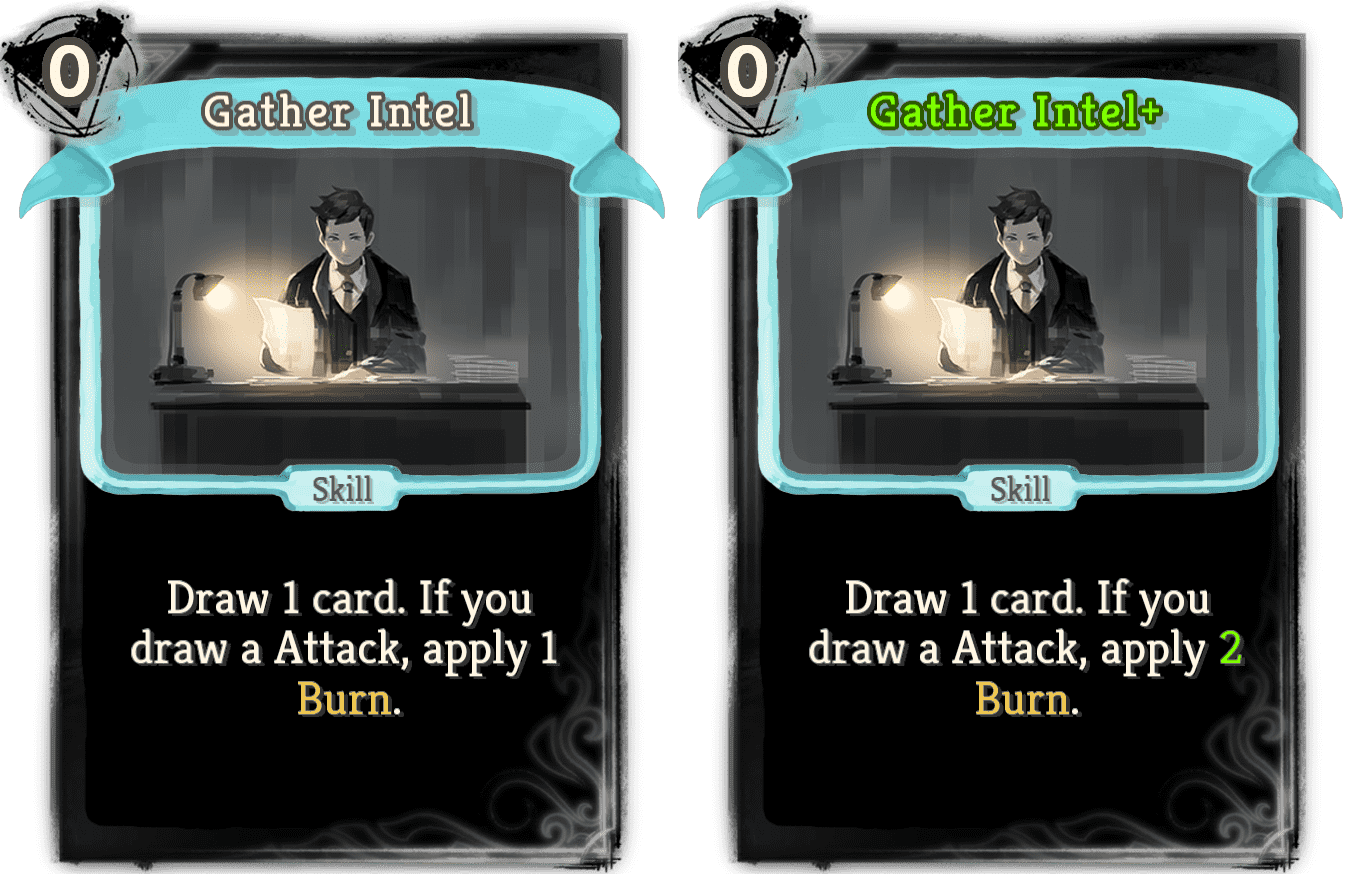 0
Gather Intel
Skill
Draw 1 card. If you
draw a Attack, apply 1
Burn.
0
Gather Intel+
Skill
Draw 1 card. If you
draw a Attack, apply 2
Burn.